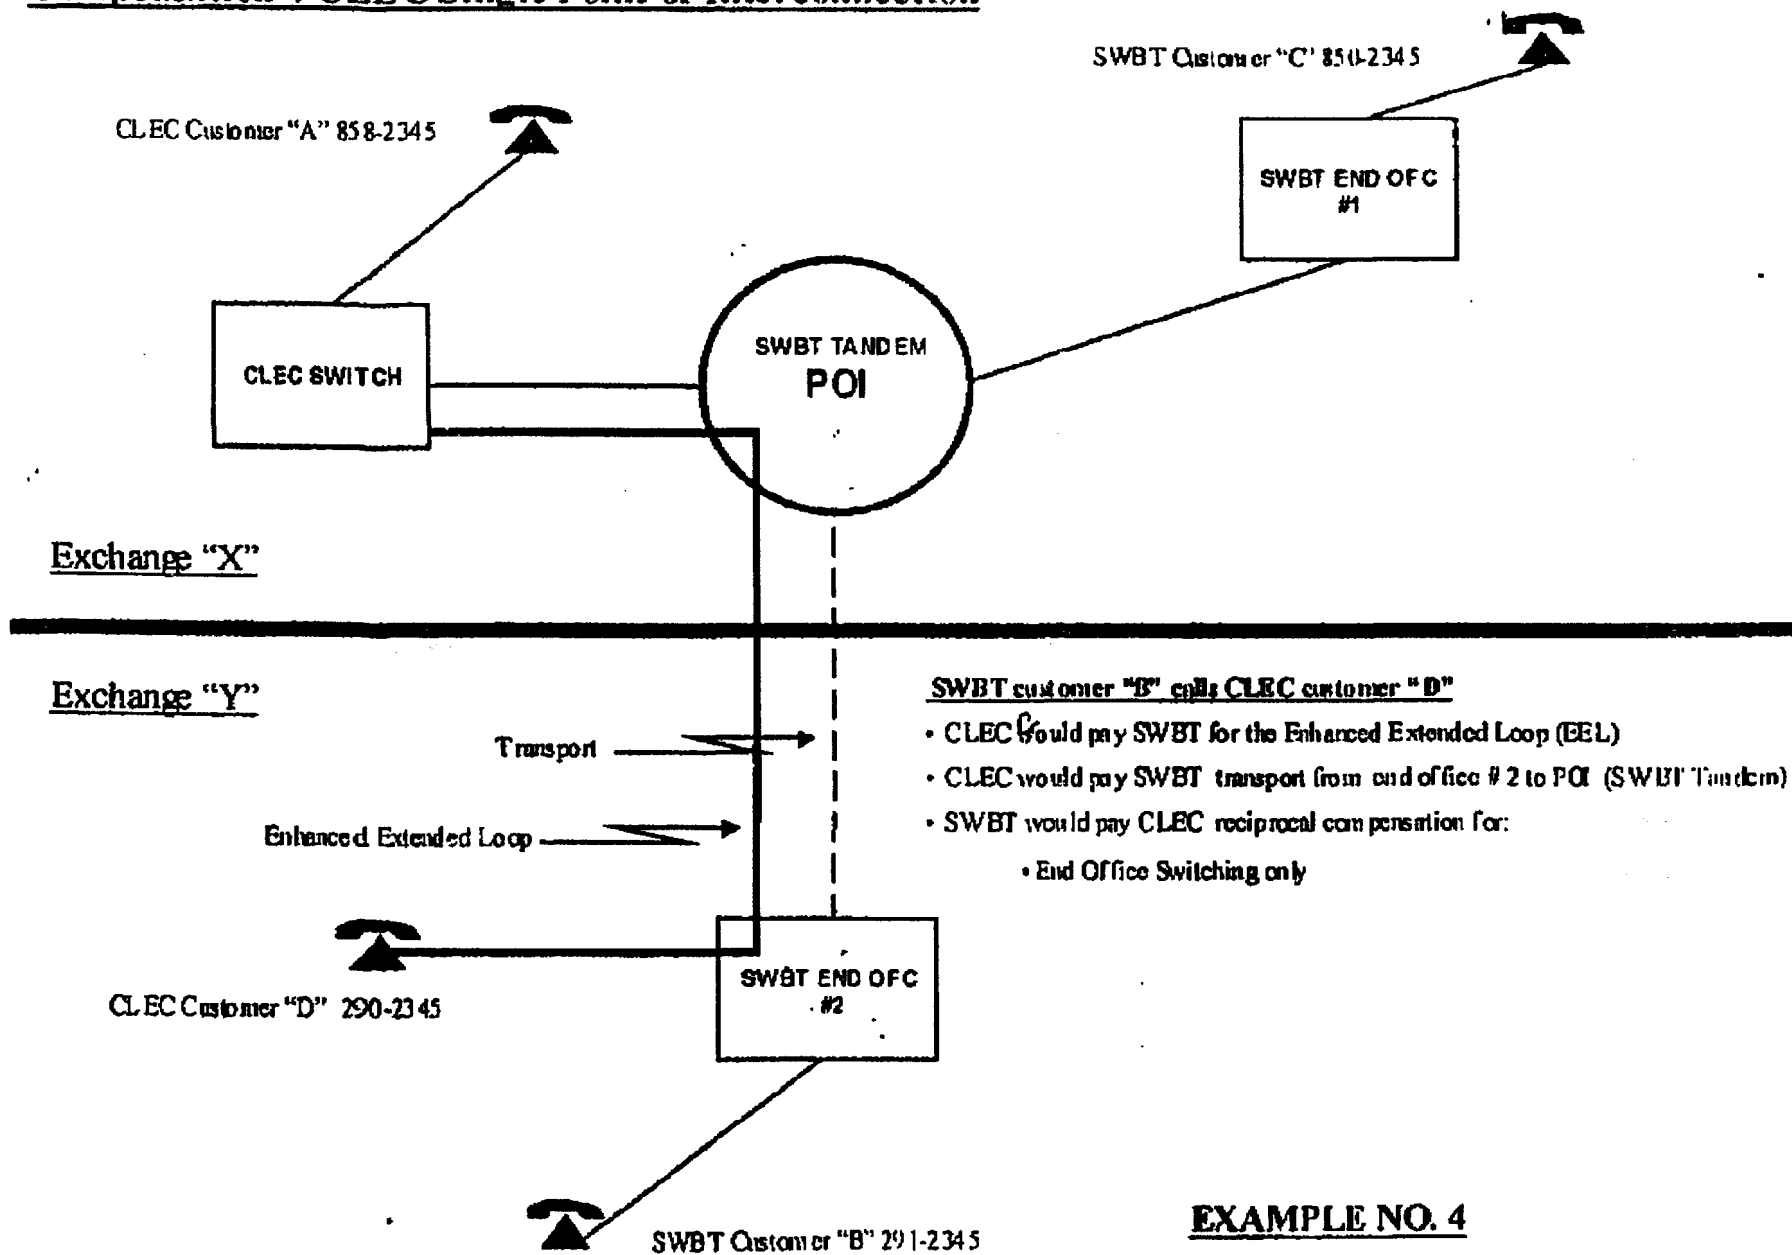 Single Point of Interconnection
SWBT Customer "C" 850-2345
CLEC Customer "A" 858-2345
SWBT END OFC
#1
SWBT TANDEM
POI
CLEC SWITCH
Exchange "X"
Exchange "Y"
SWBT customer "B" calls CLEC customer "D"
• CLEC would pay SWBT for the Enhanced Extended Loop (EEL)
Transport
• CLEC would pay SWBT transport from end office # 2 to POI (SWBT Tandem)
• SWBT would pay CLEC reciprocal compensation for:
Enhanced Extended Loop
• End Office Switching only
SWBT END OFC
#2
CLEC Customer "D" 290-2345
SWBT Customer "B" 291-2345
EXAMPLE NO. 4